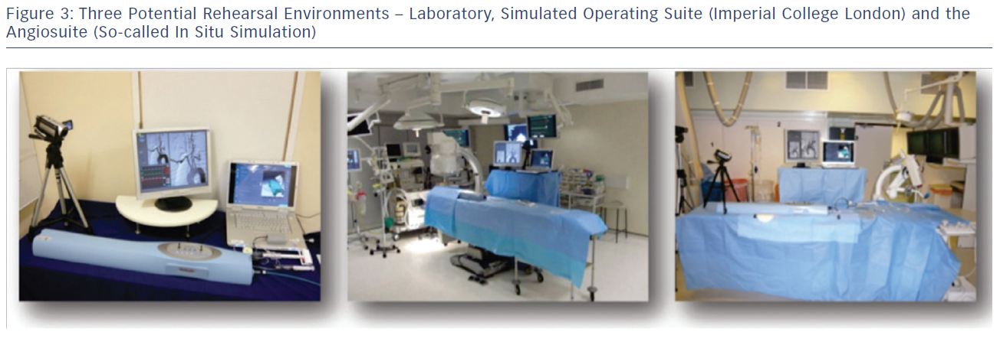 Figure 3: Three Potential Rehearsal Environments – Laboratory, Simulated Operating Suite (Imperial College London) and the
Angiosuite (So-called In Situ Simulation)